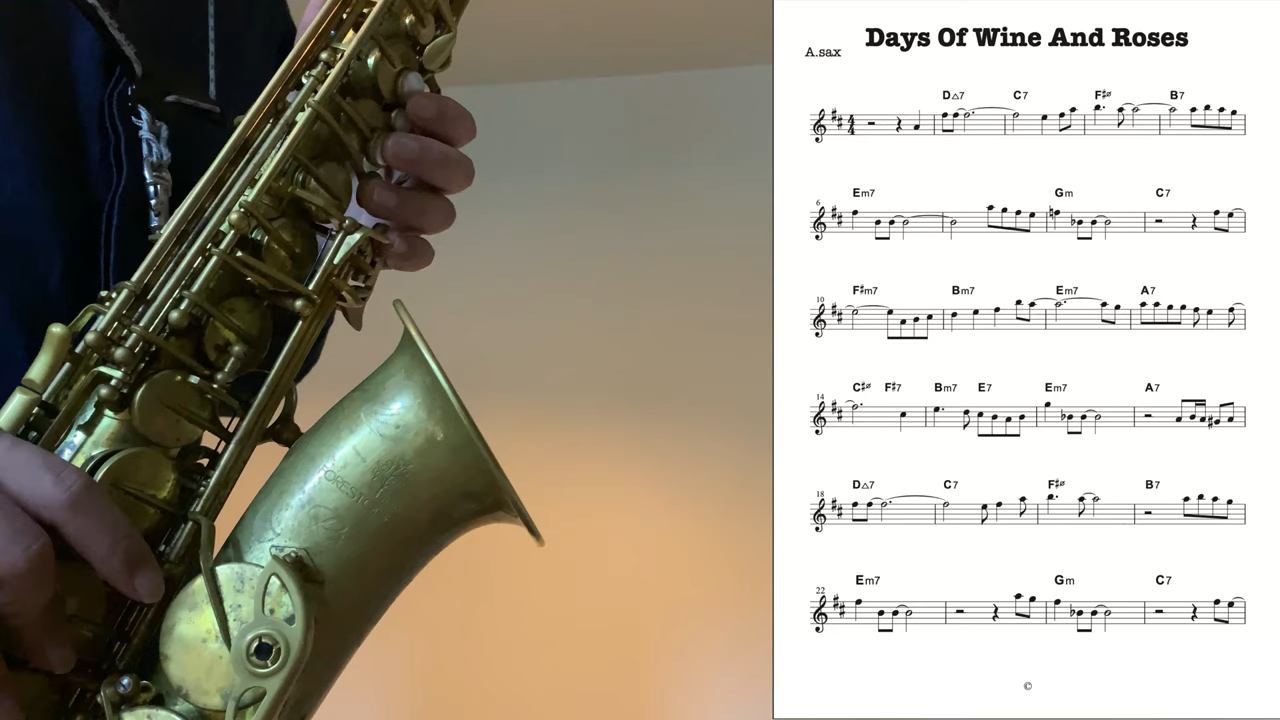 Days Of Wine And Roses
A.sax
D△7 C7 F#ø B7
6 Em7 Gm C7
10 F#m7 Bm7 Em7 A7
14 C#ø F#7 Bm7 E7 Em7 A7
18 D△7 C7 F#ø B7
22 Em7 Gm C7
©
FOREST